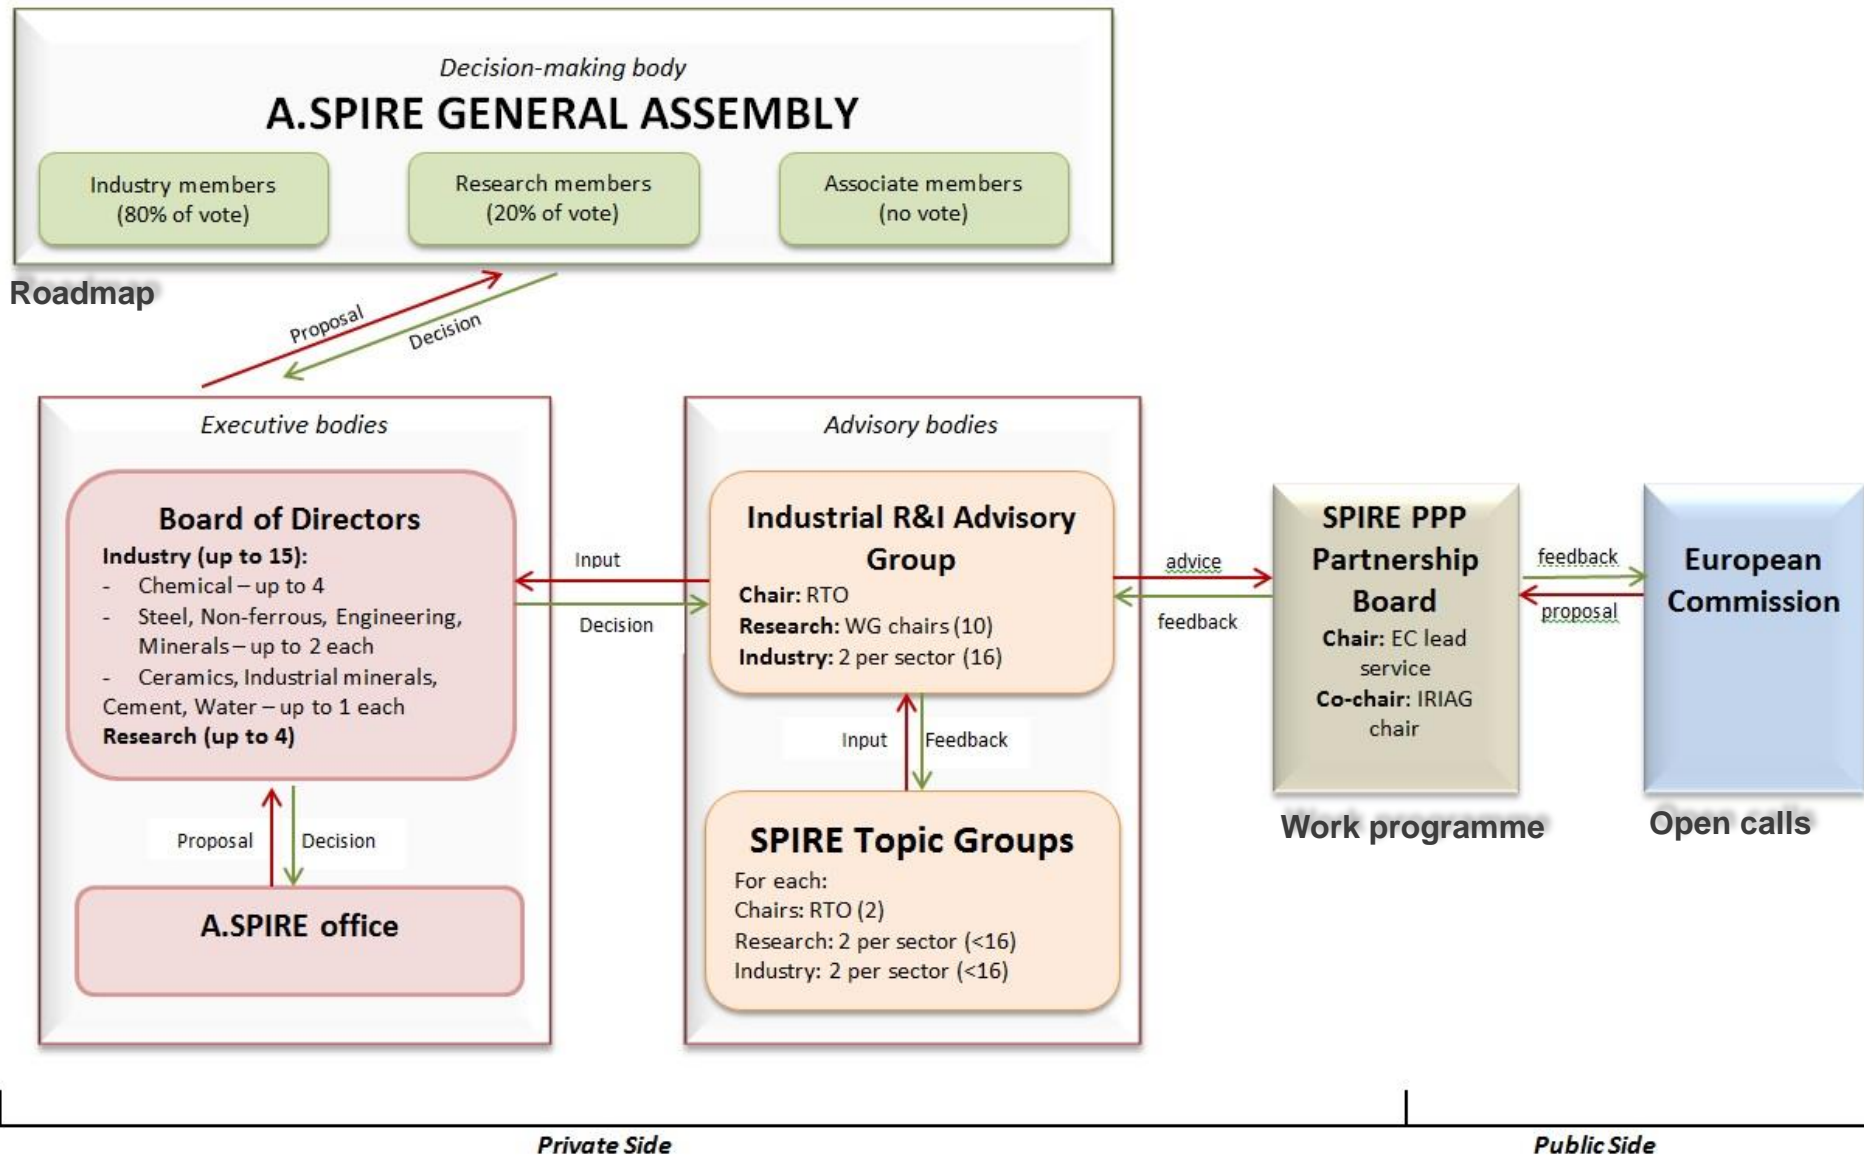 Decision-making body
A.SPIRE GENERAL ASSEMBLY
Industry members
(80% of vote)
Research members
(20% of vote)
Associate members
(no vote)
Roadmap
Proposal
Decision
Executive bodies
Board of Directors
Industry (up to 15):
- Chemical – up to 4
- Steel, Non-ferrous, Engineering,
Minerals – up to 2 each
- Ceramics, Industrial minerals,
Cement, Water – up to 1 each
Research (up to 4)
Proposal
Decision
A.SPIRE office
Input
Decision
Advisory bodies
Industrial R&I Advisory
Group
Chair: RTO
Research: WG chairs (10)
Industry: 2 per sector (16)
Input
Feedback
SPIRE Topic Groups
For each:
Chairs: RTO (2)
Research: 2 per sector (<16)
Industry: 2 per sector (<16)
advice
feedback
SPIRE PPP
Partnership
Board
Chair: EC lead
service
Co-chair: IRIAG
chair
Work programme
feedback
proposal
European
Commission
Open calls
Private Side
Public Side